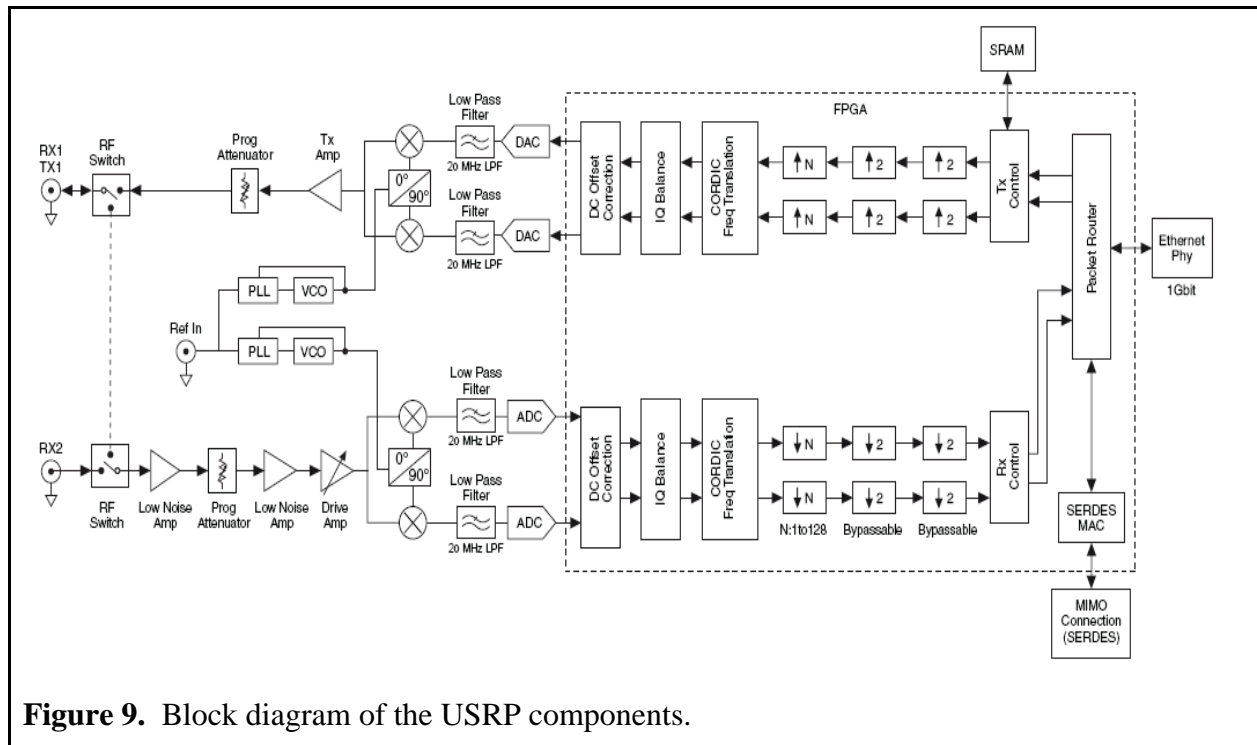 SRAM
FPGA
Low Pass
Filter
20 MHz LPF
DAC
RX1
TX1
RF
Switch
Prog
Attenuator
Tx
Amp
0°
90°
Low Pass
Filter
20 MHz LPF
DAC
DC Offset
Correction
IQ Balance
CORDIC
Freq Translation
↑N
↑2
↑2
↑N
↑2
↑2
Tx Control
Packet Router
Ethernet
Phy
1Gbit
PLL
VCO
Ref In
PLL
VCO
Low Pass
Filter
20 MHz LPF
ADC
RX2
RF
Switch
Low Noise
Amp
Prog
Attenuator
Low Noise
Amp
Drive
Amp
0°
90°
Low Pass
Filter
20 MHz LPF
ADC
DC Offset
Correction
IQ Balance
CORDIC
Freq Translation
↓N
↓2
↓2
↓N
↓2
↓2
N:1to128
Bypassable
Bypassable
Rx
Control
SERDES
MAC
MIMO
Connection
(SERDES)
Figure 9. Block diagram of the USRP components.